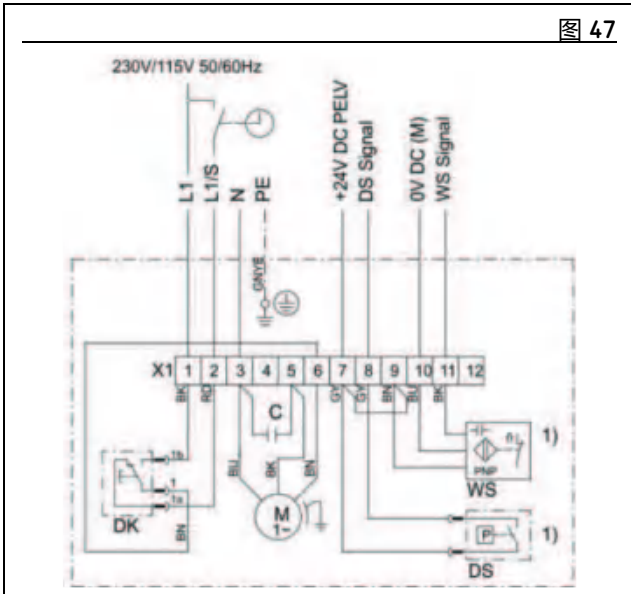 图 47
230V/115V 50/60Hz
L1
L1/S
N
PE
+24V DC PELV
DS Signal
0V DC (M)
WS Signal
GNYE
X1 1 2 3 4 5 6 7 8 9 10 11 12
BK
RD
GY
GY
BN
BU
BK
C
BU
BK
BN
1b
1
1a
BN
DK
M
1~
PNP
1)
WS
P
1)
DS